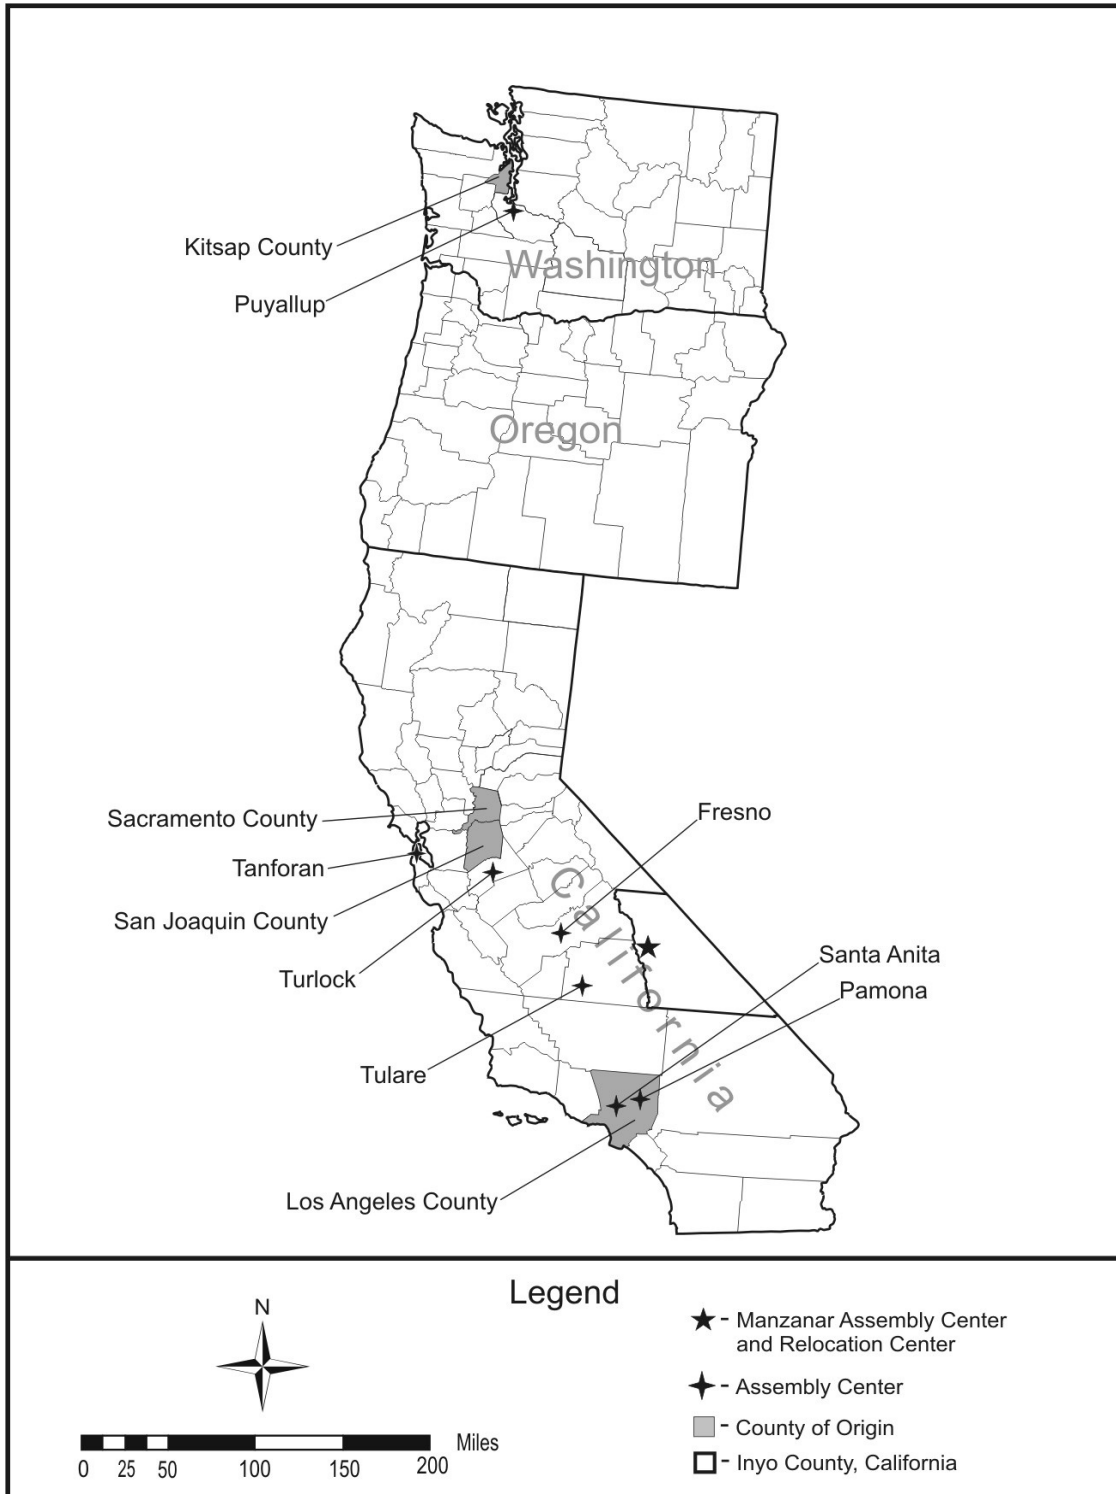 Kitsap County
Puyallup
Washington
Oregon
Sacramento County
Fresno
Tanforan
San Joaquin County
California
Turlock
Santa Anita
Pamona
Tulare
Los Angeles County
Legend
N
- Manzanar Assembly Center
and Relocation Center
- Assembly Center
- County of Origin
- Inyo County, California
Miles
0 25 50 100 150 200